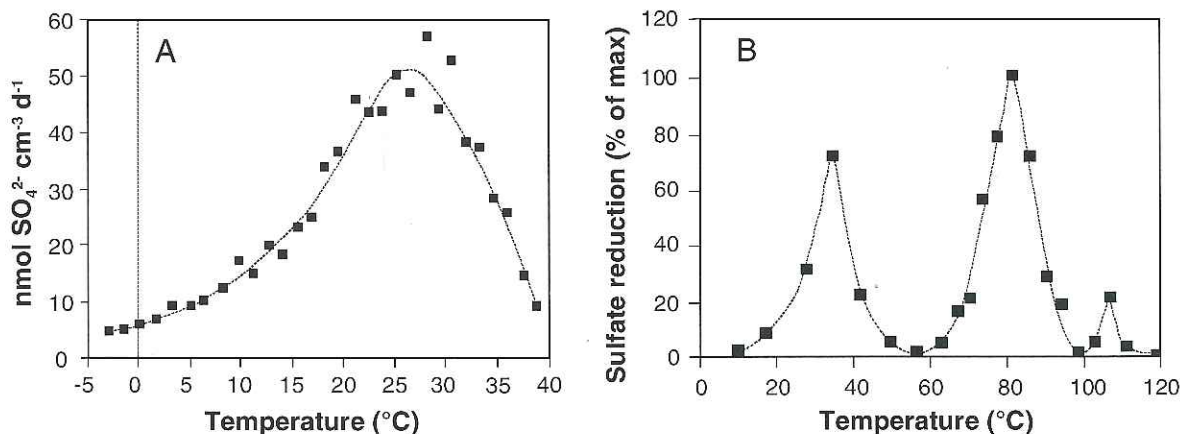 A
nmol SO₄²⁻ cm⁻³ d⁻¹
60
50
40
30
20
10
0
-5 0 5 10 15 20 25 30 35 40
Temperature (°C)
B
Sulfate reduction (% of max)
120
100
80
60
40
20
0
0 20 40 60 80 100 120
Temperature (°C)